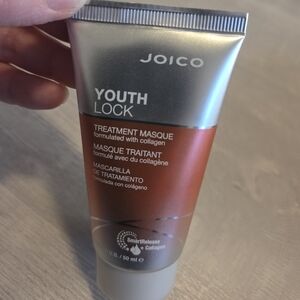 JOICO
YOUTH
LOCK
TREATMENT MASQUE
formulated with collagen
MASQUE TRAITANT
formulé avec du collagène
MASCARILLA
DE TRATAMIENTO
con colágeno
SmartRelease
+ Collagen
/ 50 ml e